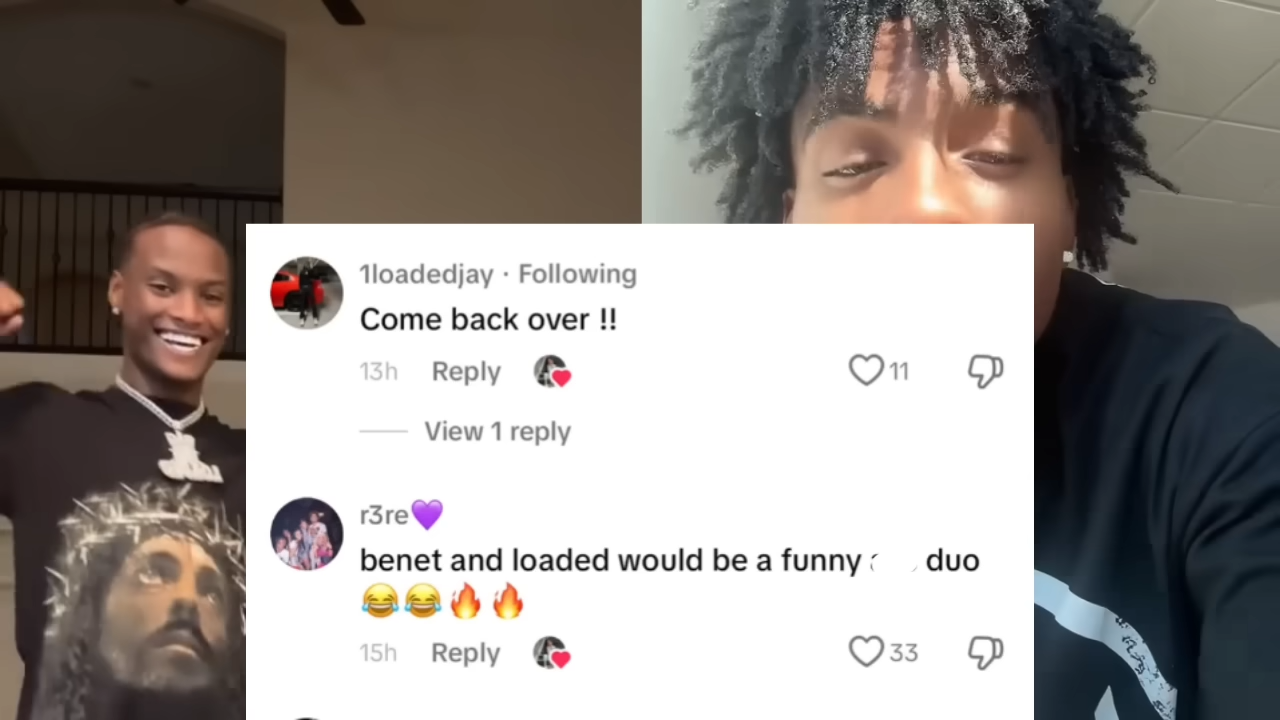 1loadedjay · Following
Come back over !!
13h Reply 11
View 1 reply
r3re💜
benet and loaded would be a funny duo
😂😂🔥🔥
15h Reply 33